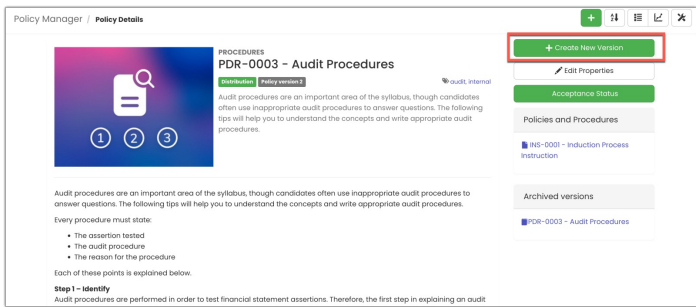 Policy Manager / Policy Details
+ Create New Version
PROCEDURES
PDR-0003 - Audit Procedures
Edit Properties
Distribution Policy version 2 audit, internal
Acceptance Status
Audit procedures are an important area of the syllabus, though candidates
often use inappropriate audit procedures to answer questions. The following
tips will help you to understand the concepts and write appropriate audit
procedures.
1 2 3
Policies and Procedures
INS-0001 - Induction Process
Instruction
Archived versions
PDR-0003 - Audit Procedures
Audit procedures are an important area of the syllabus, though candidates often use inappropriate audit procedures to
answer questions. The following tips will help you to understand the concepts and write appropriate audit procedures.
Every procedure must state:
• The assertion tested
• The audit procedure
• The reason for the procedure
Each of these points is explained below.
Step 1 – Identify
Audit procedures are performed in order to test financial statement assertions. Therefore, the first step in explaining an audit